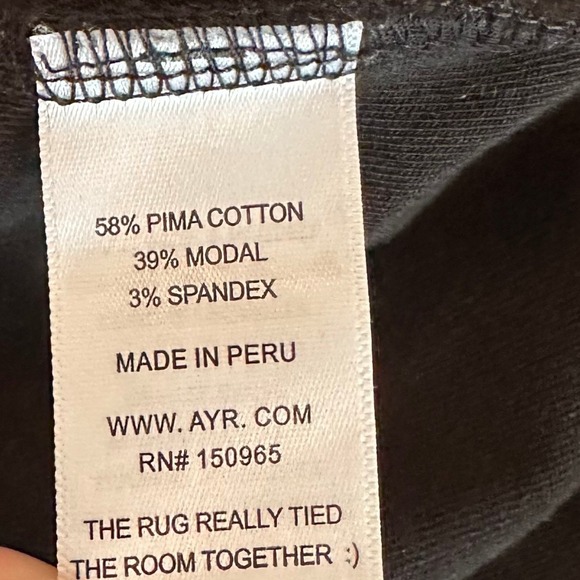 58% PIMA COTTON
39% MODAL
3% SPANDEX
MADE IN PERU
WWW. AYR. COM
RN# 150965
THE RUG REALLY TIED
THE ROOM TOGETHER :)